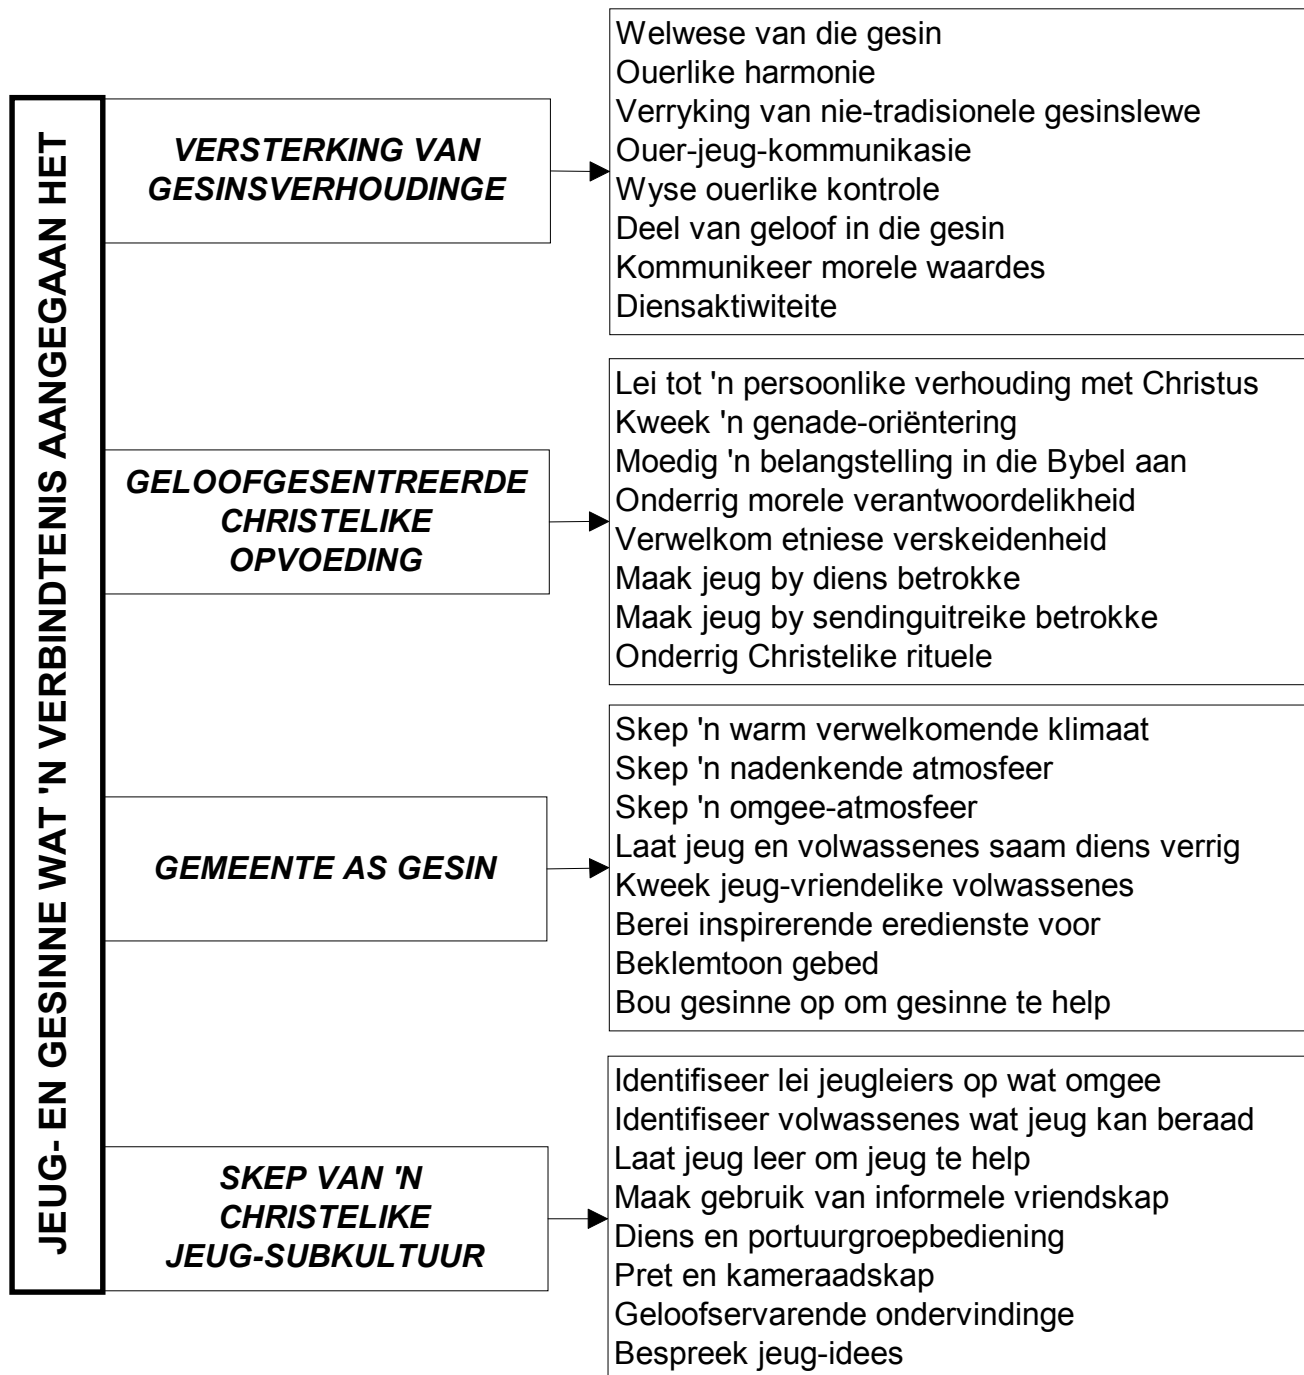 JEUG- EN GESINNE WAT 'N VERBINDTENIS AANGEGAAN HET
VERSTERKING VAN
GESINSVERHOUDINGE
Welwese van die gesin
Ouerlike harmonie
Verryking van nie-tradisionele gesinslewe
Ouer-jeug-kommunikasie
Wyse ouerlike kontrole
Deel van geloof in die gesin
Kommunikeer morele waardes
Diensaktiwiteite
GELOOFGESENTREERDE
CHRISTELIKE
OPVOEDING
Lei tot 'n persoonlike verhouding met Christus
Kweek 'n genade-oriëntering
Moedig 'n belangstelling in die Bybel aan
Onderrig morele verantwoordelikheid
Verwelkom etniese verskeidenheid
Maak jeug by diens betrokke
Maak jeug by sendinguitreike betrokke
Onderrig Christelike rituele
GEMEENTE AS GESIN
Skep 'n warm verwelkomende klimaat
Skep 'n nadenkende atmosfeer
Skep 'n omgee-atmosfeer
Laat jeug en volwassenes saam diens verrig
Kweek jeug-vriendelike volwassenes
Berei inspirerende eredienste voor
Beklemtoon gebed
Bou gesinne op om gesinne te help
SKEP VAN 'N
CHRISTELIKE
JEUG-SUBKULTUUR
Identifiseer lei jeugleiers op wat omgee
Identifiseer volwassenes wat jeug kan beraad
Laat jeug leer om jeug te help
Maak gebruik van informele vriendskap
Diens en portuurgroepbediening
Pret en kameraadskap
Geloofservarende ondervindinge
Bespreek jeug-idees